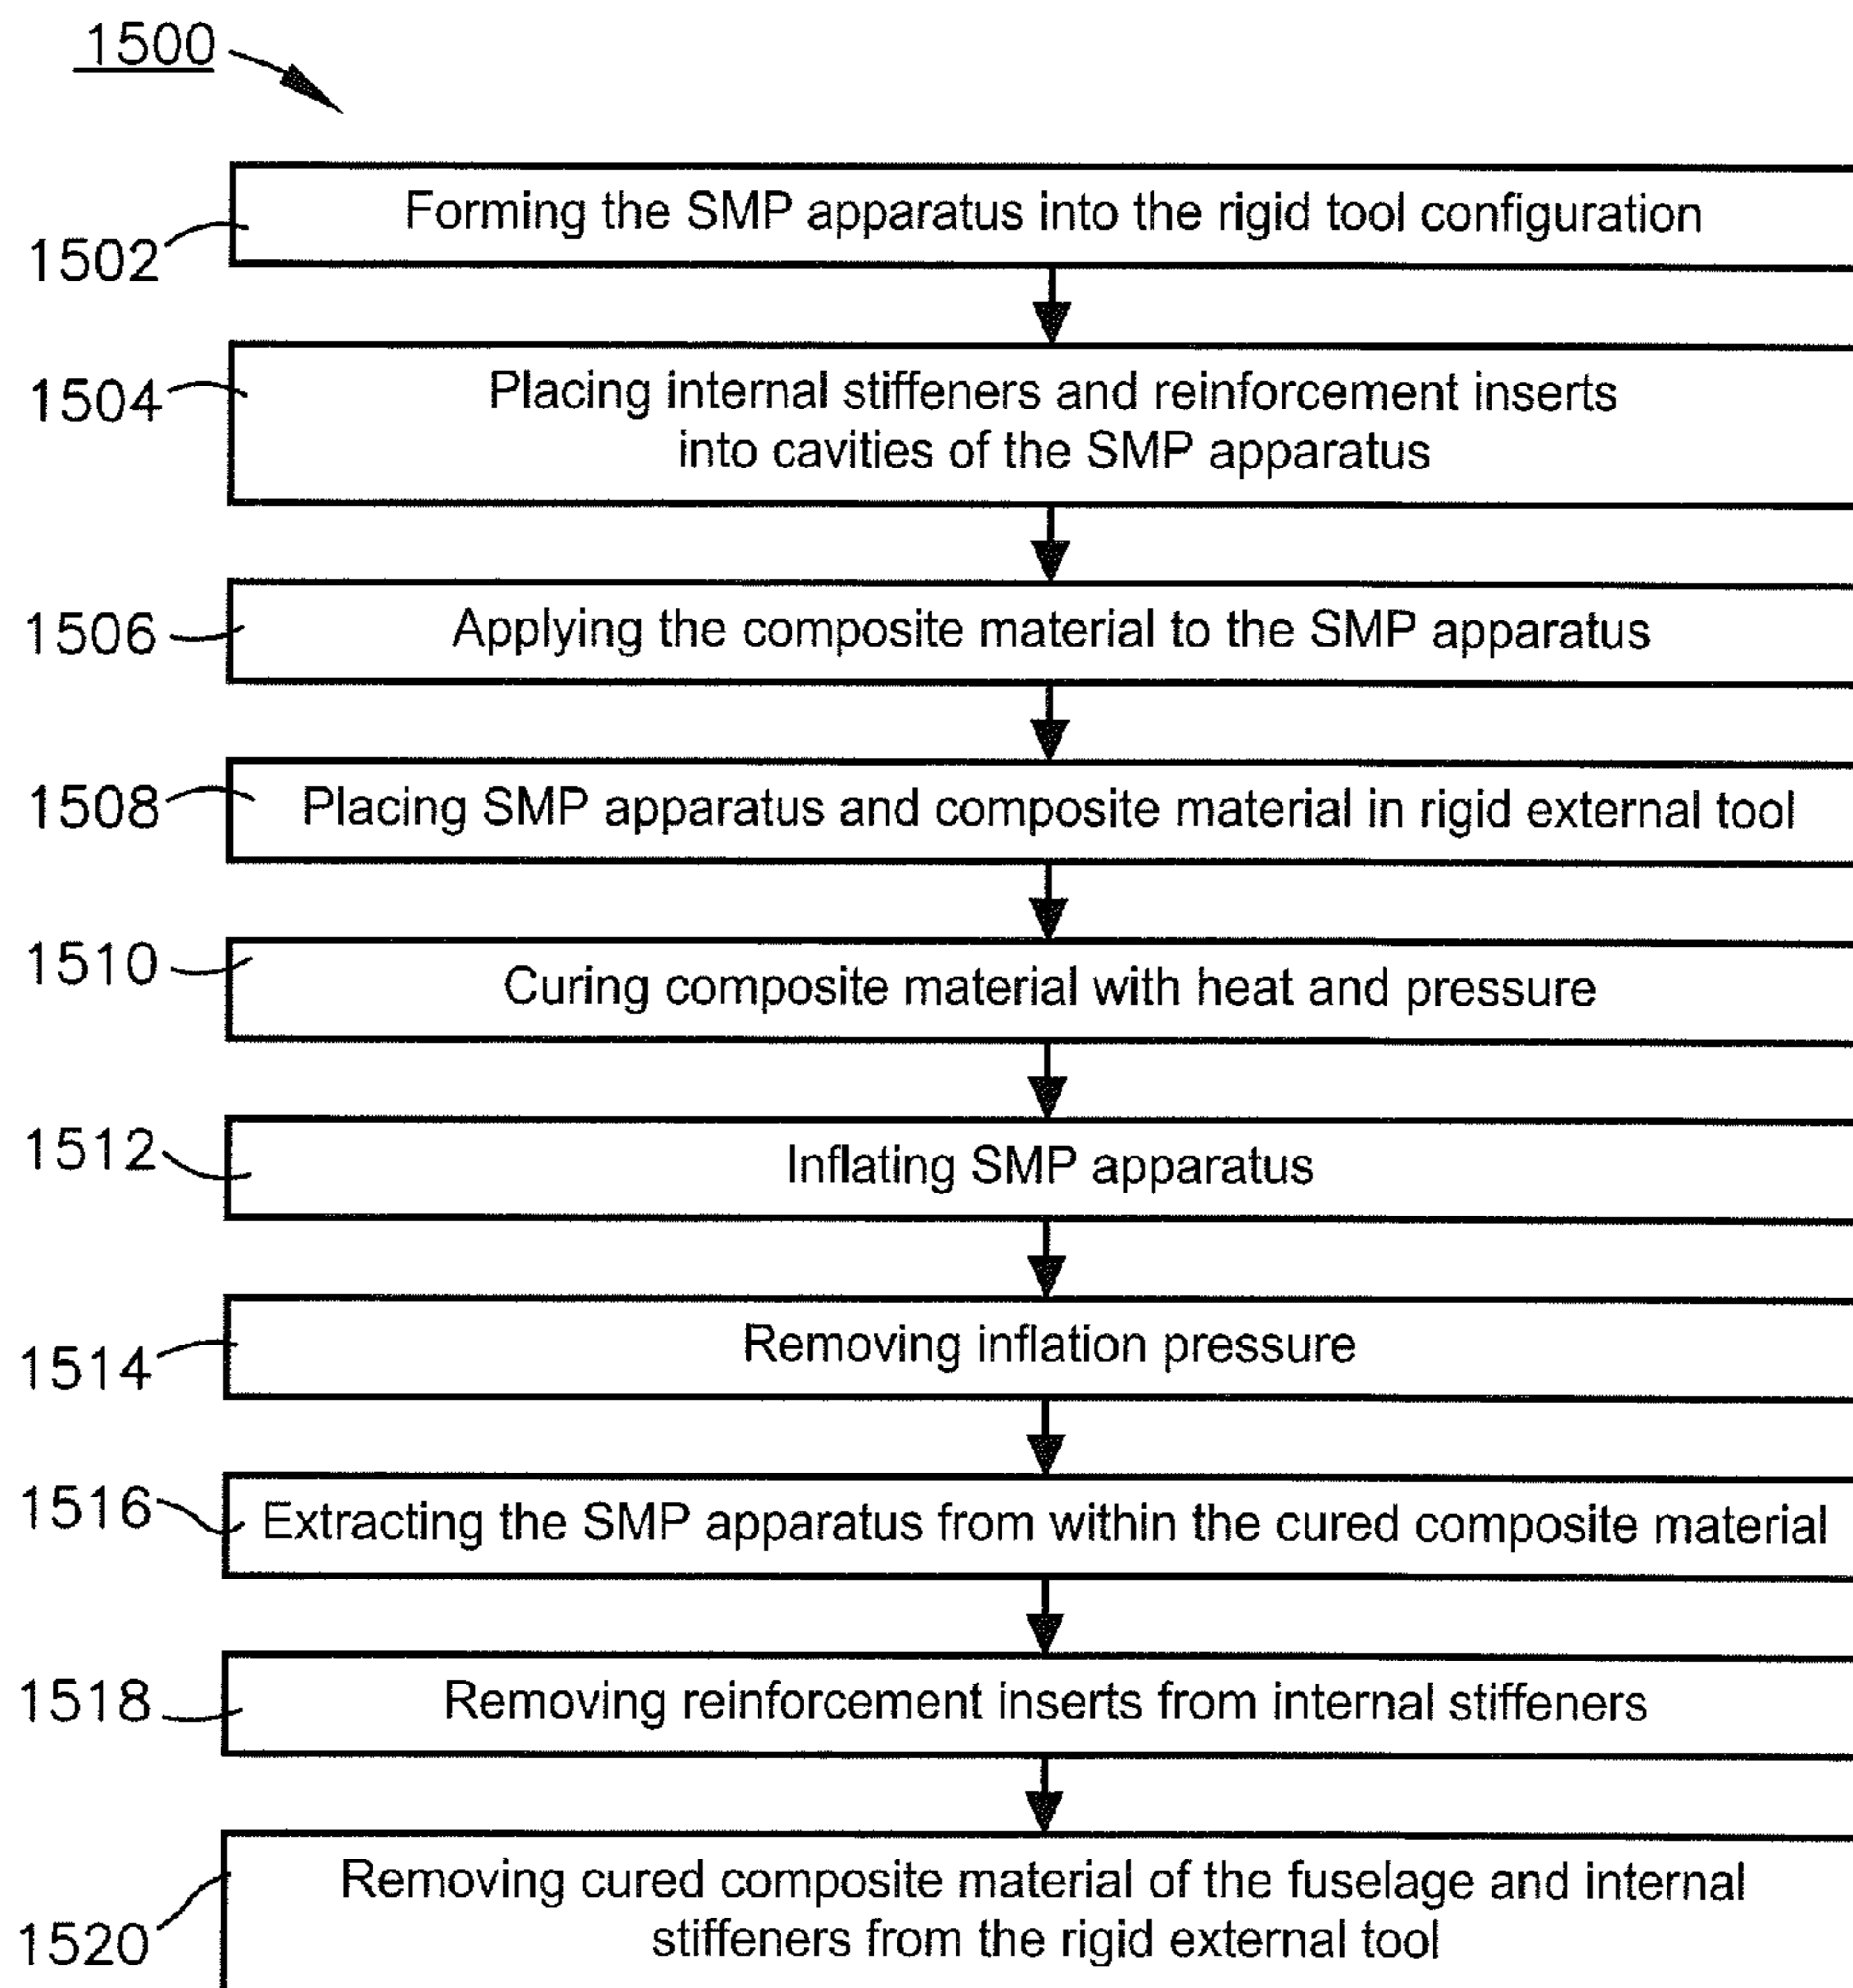 1500
1502
Forming the SMP apparatus into the rigid tool configuration
1504
Placing internal stiffeners and reinforcement inserts
into cavities of the SMP apparatus
1506
Applying the composite material to the SMP apparatus
1508
Placing SMP apparatus and composite material in rigid external tool
1510
Curing composite material with heat and pressure
1512
Inflating SMP apparatus
1514
Removing inflation pressure
1516
Extracting the SMP apparatus from within the cured composite material
1518
Removing reinforcement inserts from internal stiffeners
1520
Removing cured composite material of the fuselage and internal
stiffeners from the rigid external tool